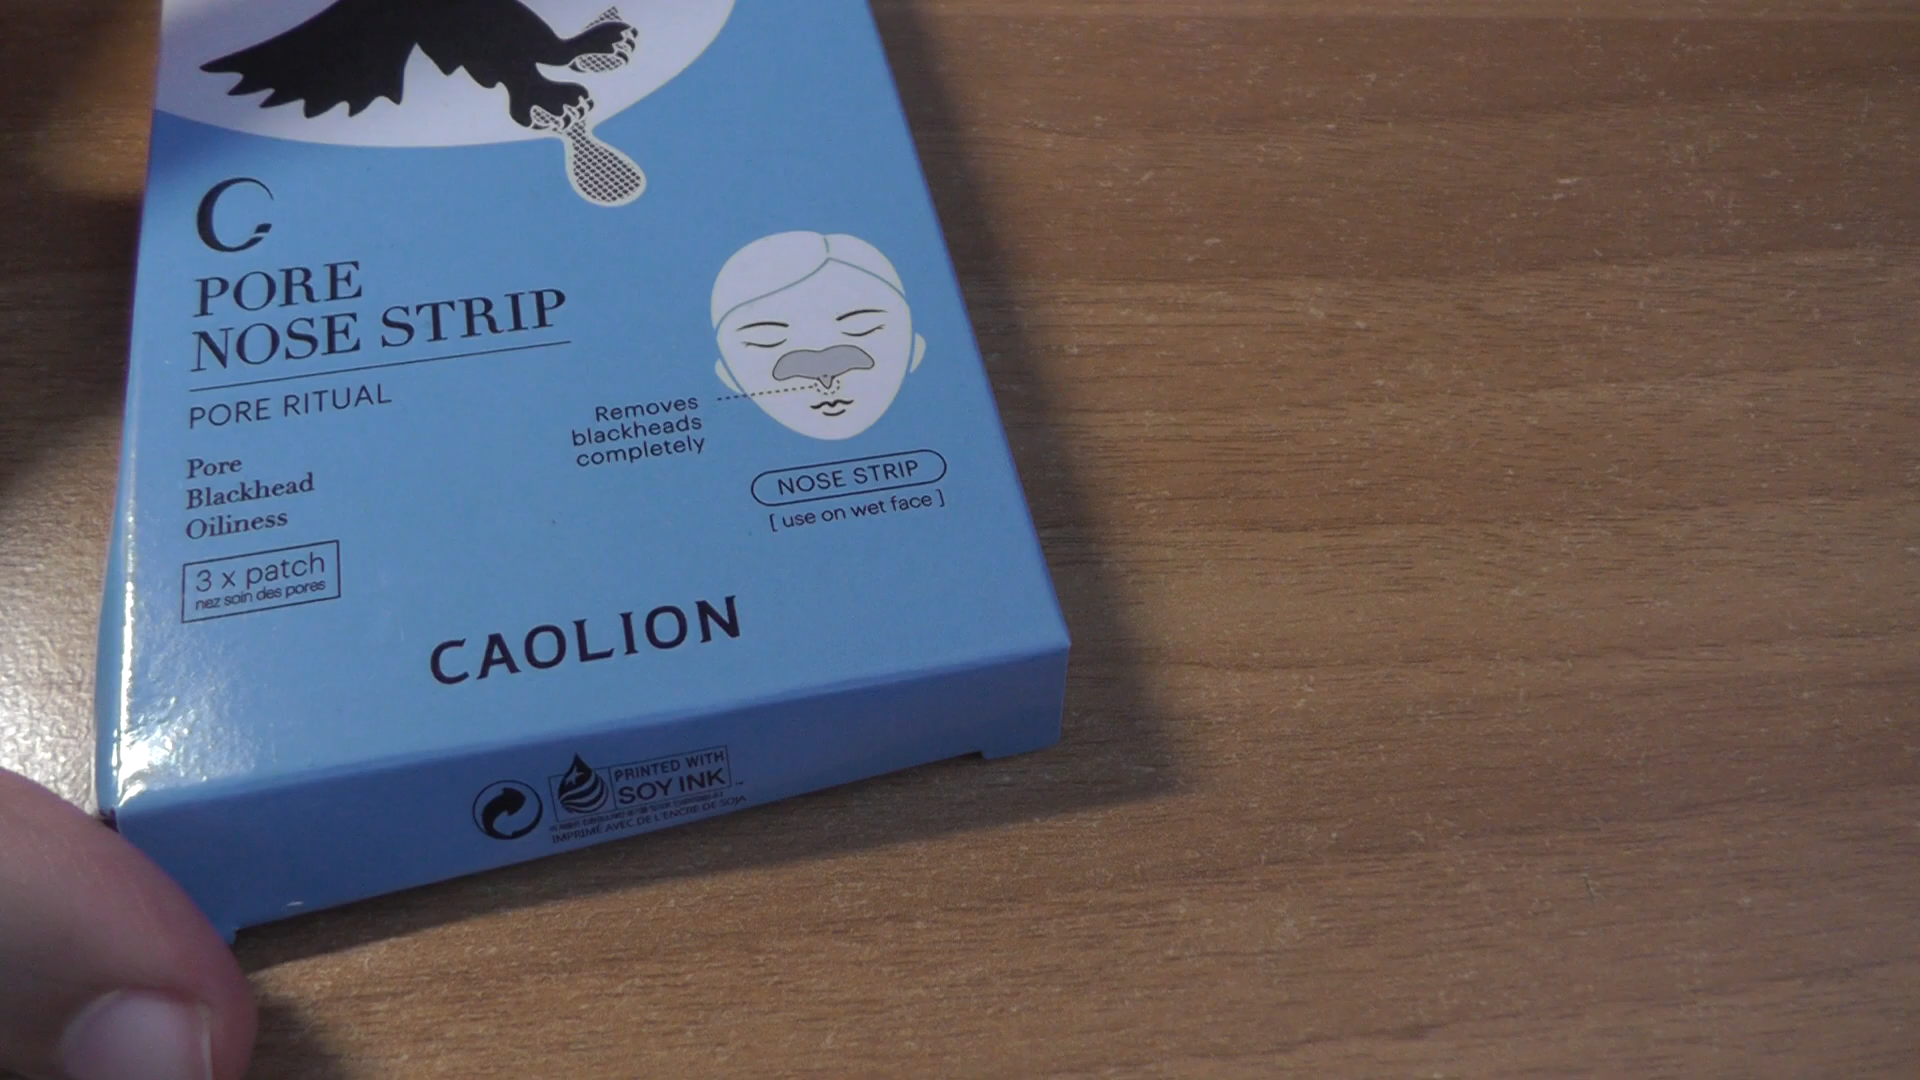 C
PORE
NOSE STRIP
PORE RITUAL
Pore
Blackhead
Oiliness
3 x patch
nez soin des pores
Removes
blackheads
completely
NOSE STRIP
[ use on wet face ]
CAOLION
PRINTED WITH
SOY INK
IMPRIMÉ AVEC DE L'ENCRE DE SOJA